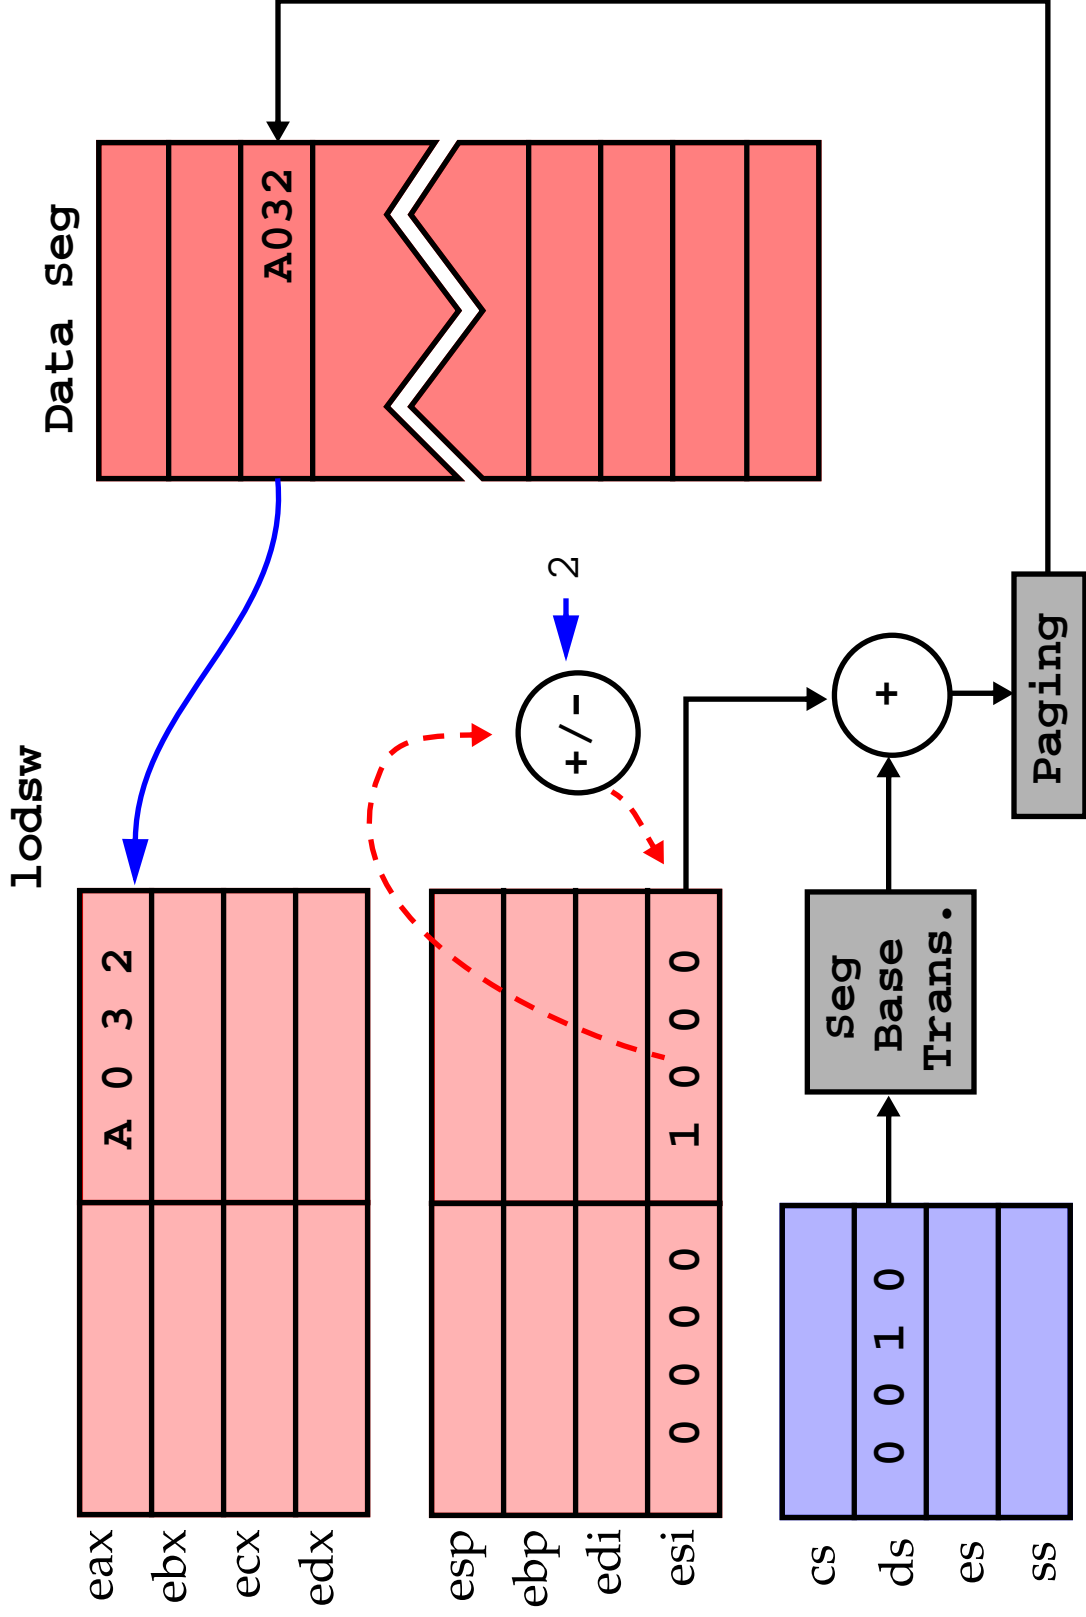 lodsw
Data Seg
eax
A 0 3 2
A032
ebx
ecx
edx
esp
ebp
edi
esi
0 0 0 0 1 0 0 0
+/-
2
cs
ds
0 0 1 0
es
ss
Seg
Base
Trans.
+
Paging